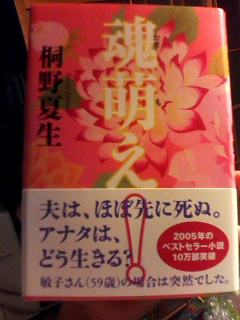 魂萌え!
桐野夏生
夫は、ほぼ先に死ぬ。
アナタは、
どう生きる?
敏子さん(59歳)の場合は突然でした。
2005年の
ベストセラー小説
10万部突破